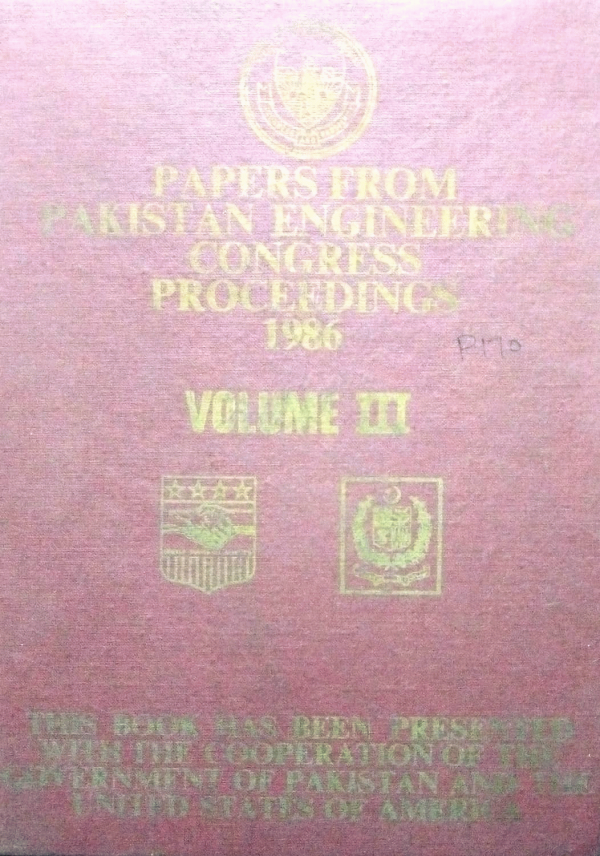 PAPERS FROM
PAKISTAN ENGINEERING
CONGRESS
PROCEEDINGS
1986
P170
VOLUME III
THIS BOOK HAS BEEN PRESENTED
WITH THE COOPERATION OF THE
GOVERNMENT OF PAKISTAN AND THE
UNITED STATES OF AMERICA